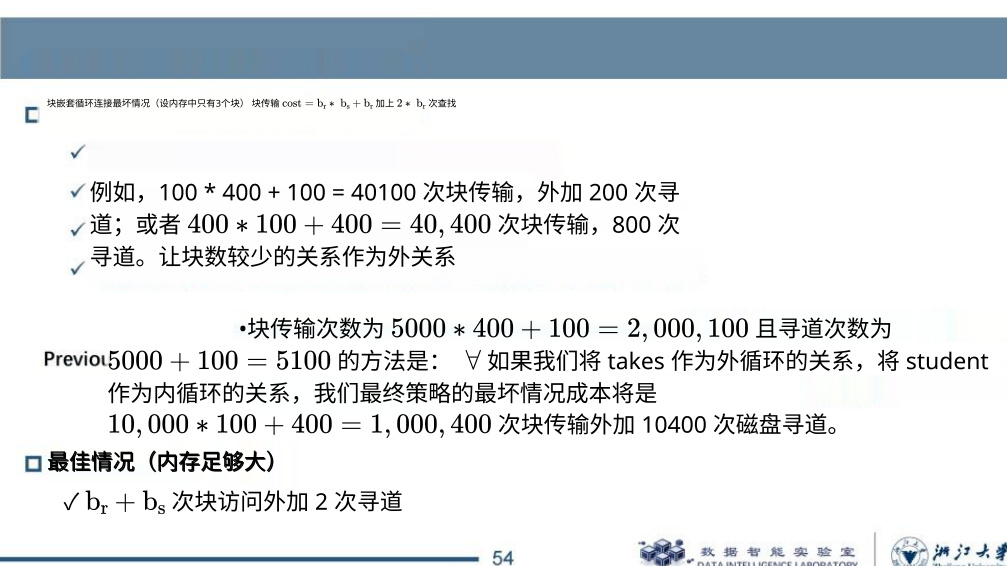 块嵌套循环连接最坏情况（设内存中只有3个块） 块传输 cost = b_r ∗ b_s + b_r 加上 2 ∗ b_r 次查找
例如，100 * 400 + 100 = 40100 次块传输，外加 200 次寻
道；或者 400 ∗ 100 + 400 = 40, 400 次块传输，800 次
寻道。让块数较少的关系作为外关系
•块传输次数为 5000 ∗ 400 + 100 = 2, 000, 100 且寻道次数为
Previou 5000 + 100 = 5100 的方法是： ∀ 如果我们将 takes 作为外循环的关系，将 student
作为内循环的关系，我们最终策略的最坏情况成本将是
10, 000 ∗ 100 + 400 = 1, 000, 400 次块传输外加 10400 次磁盘寻道。
最佳情况（内存足够大）
✓ b_r + b_s 次块访问外加 2 次寻道
54
数据智能实验室
DATA INTELLIGENCE LABORATORY
浙江大学